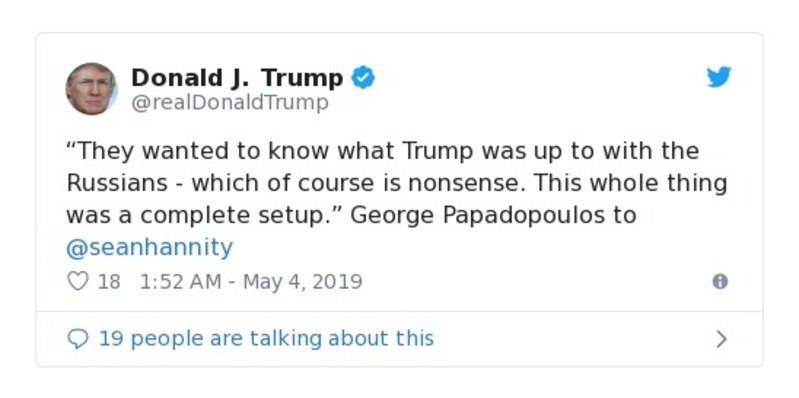 Donald J. Trump
@realDonaldTrump
“They wanted to know what Trump was up to with the
Russians - which of course is nonsense. This whole thing
was a complete setup.” George Papadopoulos to
@seanhannity
18 1:52 AM - May 4, 2019
19 people are talking about this